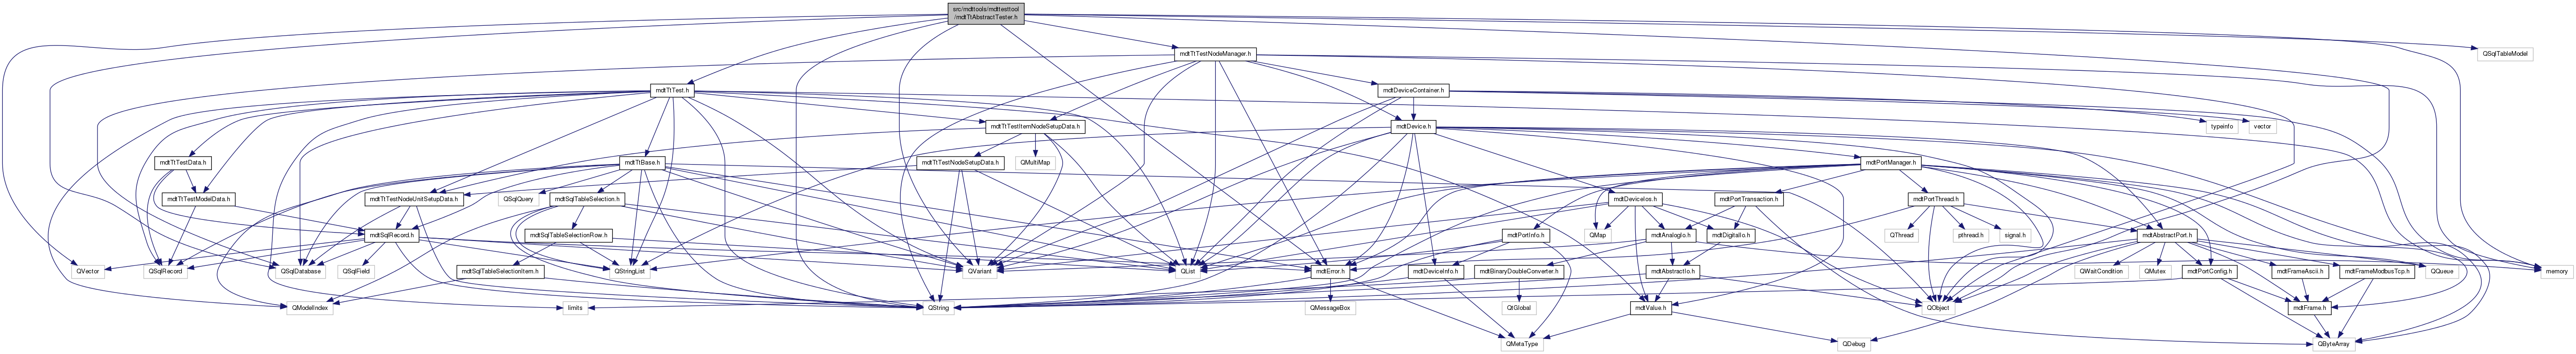 src/mdttools/mdttesttool
/mdtTtAbstractTester.h
mdtTtTestNodeManager.h
QSqlTableModel
mdtTtTest.h
mdtDeviceContainer.h
mdtTtTestItemNodeSetupData.h
mdtDevice.h
typeinfo
vector
mdtTtTestData.h
mdtTtBase.h
mdtTtTestNodeSetupData.h
QMultiMap
mdtPortManager.h
mdtTtTestModelData.h
mdtTtTestNodeUnitSetupData.h
QSqlQuery
mdtSqlTableSelection.h
mdtDeviceIos.h
mdtPortTransaction.h
mdtPortThread.h
mdtSqlRecord.h
mdtSqlTableSelectionRow.h
mdtPortInfo.h
QMap
mdtAnalogIo.h
mdtDigitalIo.h
QThread
pthread.h
signal.h
mdtAbstractPort.h
QVector
QSqlRecord
QSqlDatabase
QSqlField
mdtSqlTableSelectionItem.h
QStringList
QVariant
QList
mdtError.h
mdtDeviceInfo.h
mdtBinaryDoubleConverter.h
mdtAbstractIo.h
QWaitCondition
QMutex
mdtPortConfig.h
mdtFrameAscii.h
mdtFrameModbusTcp.h
QQueue
memory
QModelIndex
limits
QString
QMessageBox
QtGlobal
mdtValue.h
QObject
mdtFrame.h
QMetaType
QDebug
QByteArray